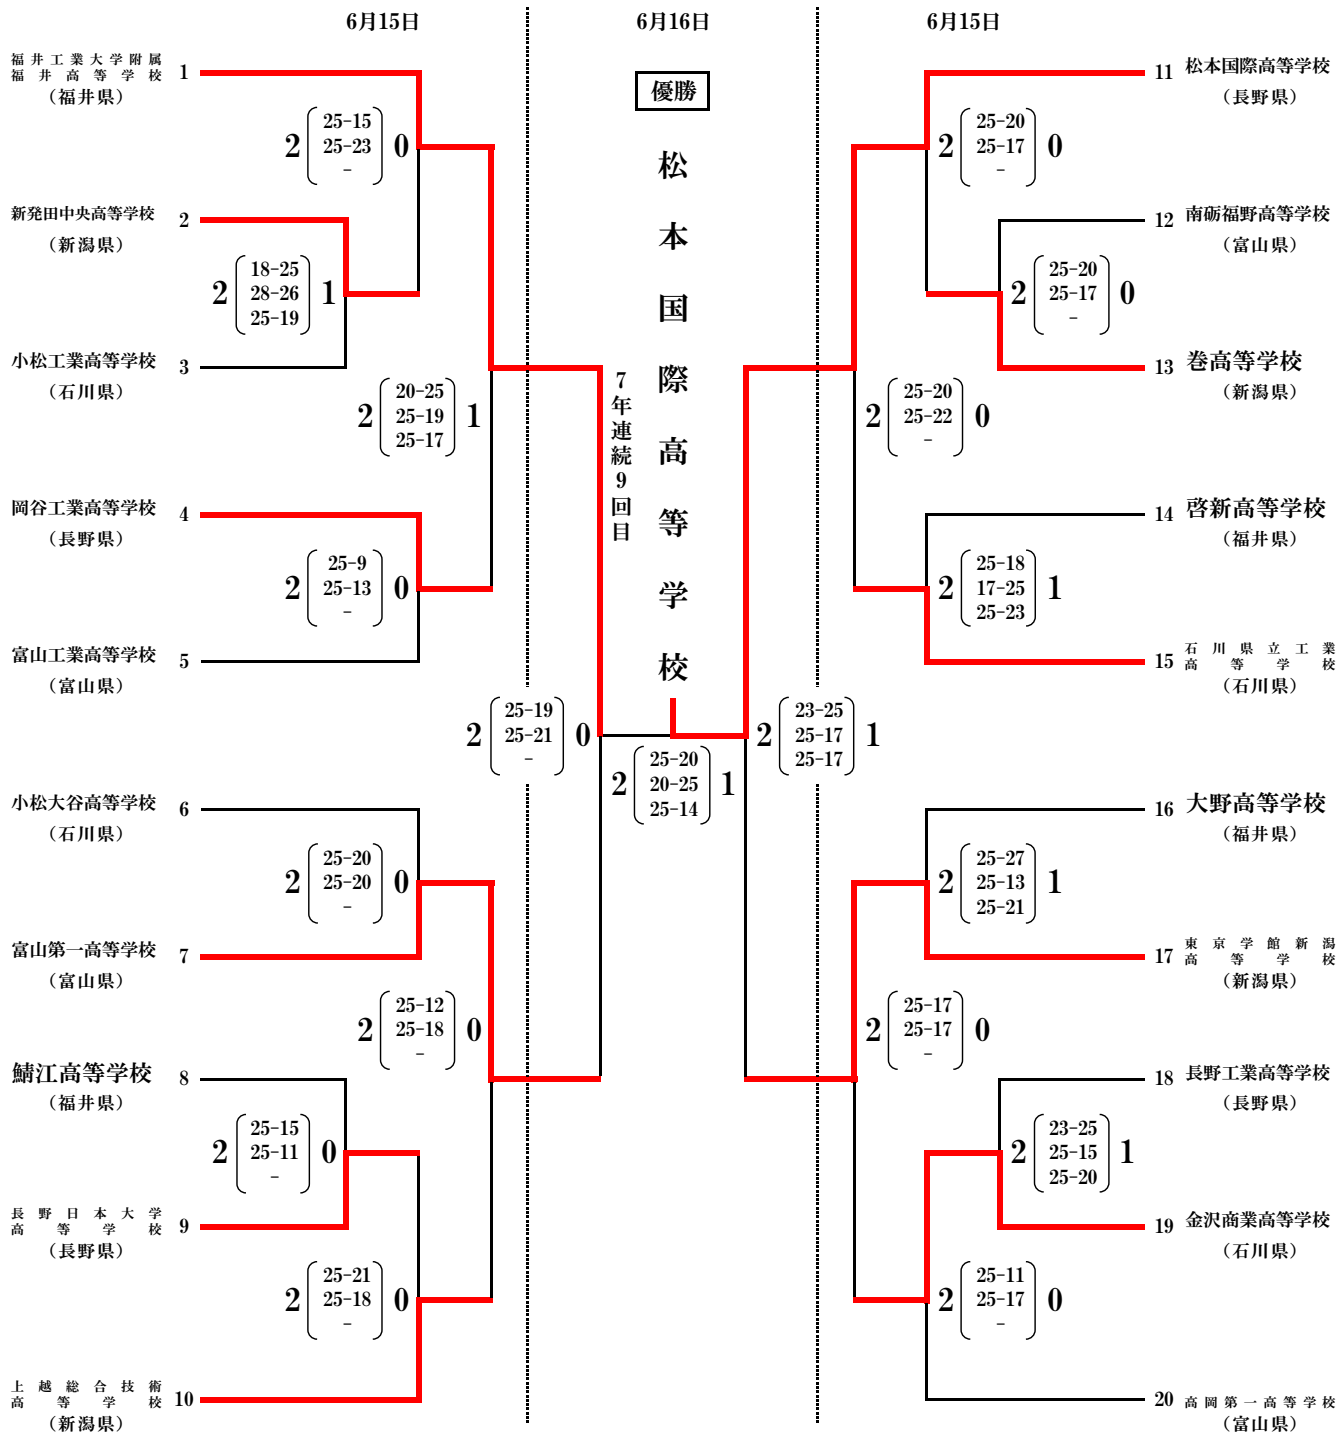 6月15日
6月16日
6月15日
優勝
松本国際高等学校
7年連続9回目
福井工業大学附属
福井高等学校
1
（福井県）
2
25-15
25-23
-
0
新発田中央高等学校
2
（新潟県）
2
18-25
28-26
25-19
1
小松工業高等学校
3
（石川県）
2
20-25
25-19
25-17
1
岡谷工業高等学校
4
（長野県）
2
25-9
25-13
-
0
富山工業高等学校
5
（富山県）
2
25-19
25-21
-
0
小松大谷高等学校
6
（石川県）
2
25-20
25-20
-
0
富山第一高等学校
7
（富山県）
2
25-12
25-18
-
0
鯖江高等学校
8
（福井県）
2
25-15
25-11
-
0
長野日本大学
高等学校
9
（長野県）
2
25-21
25-18
-
0
上越総合技術
高等学校
10
（新潟県）
2
25-20
20-25
25-14
1
11
松本国際高等学校
（長野県）
2
25-20
25-17
-
0
12
南砺福野高等学校
（富山県）
2
25-20
25-17
-
0
13
巻高等学校
（新潟県）
2
25-20
25-22
-
0
14
啓新高等学校
（福井県）
2
25-18
17-25
25-23
1
15
石川県立工業
高等学校
（石川県）
2
23-25
25-17
25-17
1
16
大野高等学校
（福井県）
2
25-27
25-13
25-21
1
17
東京学館新潟
高等学校
（新潟県）
2
25-17
25-17
-
0
18
長野工業高等学校
（長野県）
2
23-25
25-15
25-20
1
19
金沢商業高等学校
（石川県）
2
25-11
25-17
-
0
20
高岡第一高等学校
（富山県）